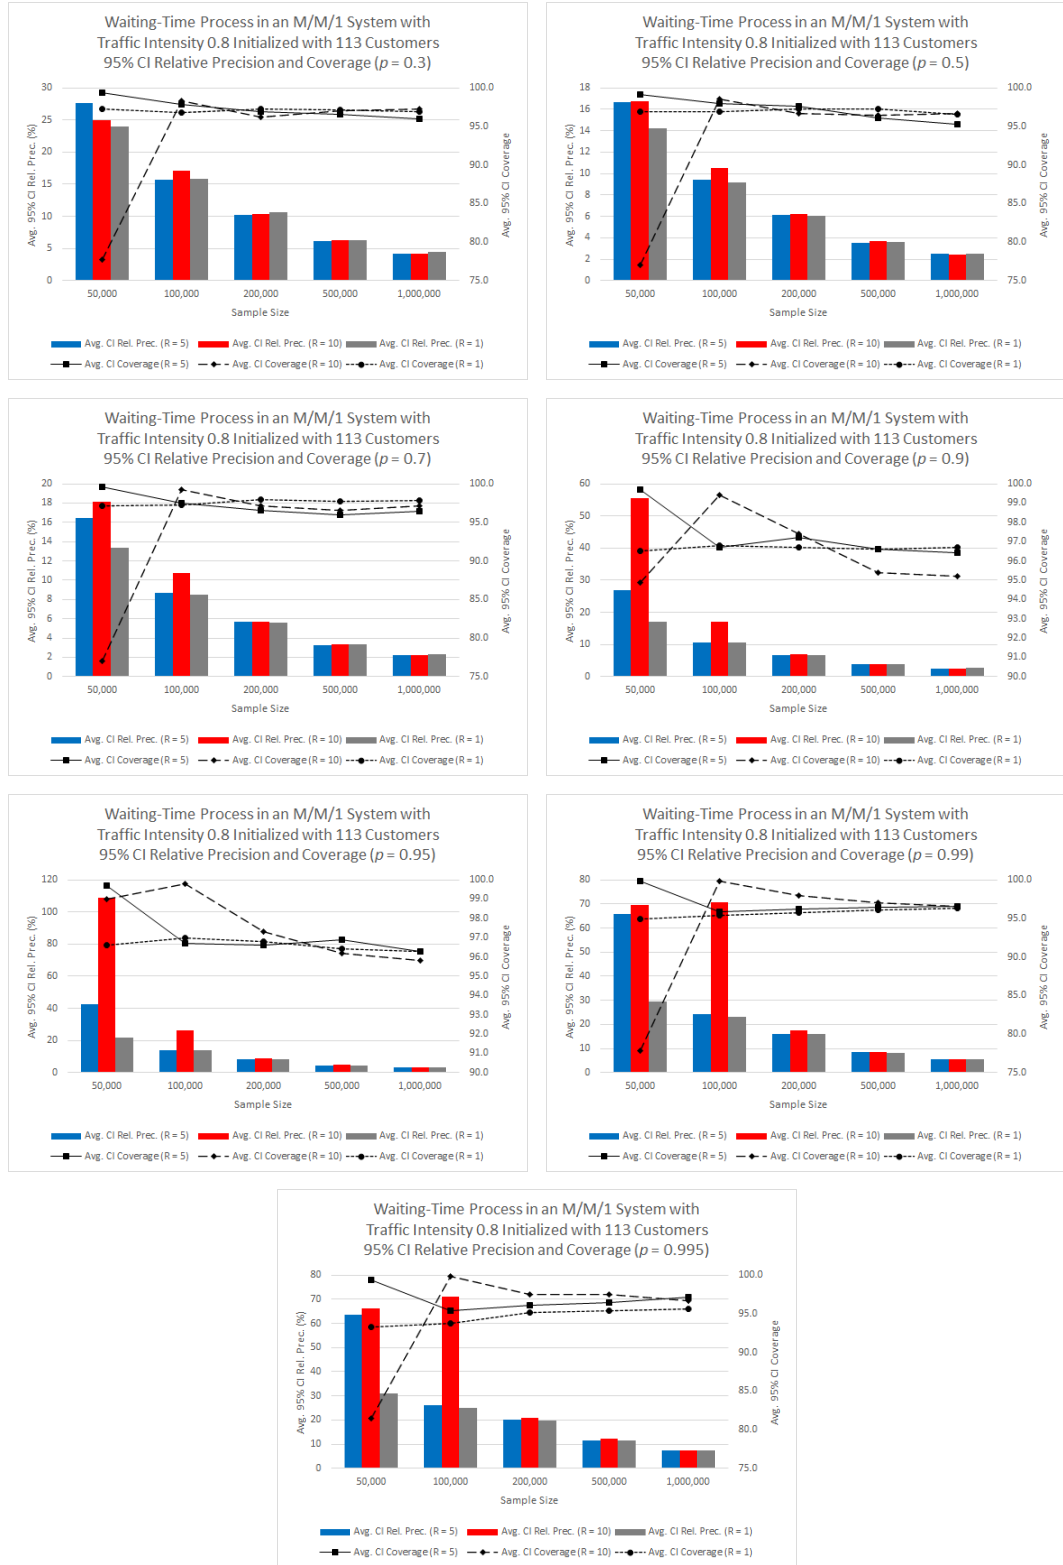 Waiting-Time Process in an M/M/1 System with
Traffic Intensity 0.8 Initialized with 113 Customers
95% CI Relative Precision and Coverage (p = 0.3)
Avg. 95% CI Rel. Prec. (%)
30
25
20
15
10
5
0
100.0
95.0
90.0
85.0
80.0
75.0
Avg. 95% CI Coverage
50,000 100,000 200,000 500,000 1,000,000
Sample Size
Avg. CI Rel. Prec. (R = 5) Avg. CI Rel. Prec. (R = 10) Avg. CI Rel. Prec. (R = 1)
Avg. CI Coverage (R = 5) Avg. CI Coverage (R = 10) Avg. CI Coverage (R = 1)
Waiting-Time Process in an M/M/1 System with
Traffic Intensity 0.8 Initialized with 113 Customers
95% CI Relative Precision and Coverage (p = 0.5)
Avg. 95% CI Rel. Prec. (%)
18
16
14
12
10
8
6
4
2
0
100.0
95.0
90.0
85.0
80.0
75.0
Avg. 95% CI Coverage
50,000 100,000 200,000 500,000 1,000,000
Sample Size
Avg. CI Rel. Prec. (R = 5) Avg. CI Rel. Prec. (R = 10) Avg. CI Rel. Prec. (R = 1)
Avg. CI Coverage (R = 5) Avg. CI Coverage (R = 10) Avg. CI Coverage (R = 1)
Waiting-Time Process in an M/M/1 System with
Traffic Intensity 0.8 Initialized with 113 Customers
95% CI Relative Precision and Coverage (p = 0.7)
Avg. 95% CI Rel. Prec. (%)
20
18
16
14
12
10
8
6
4
2
0
100.0
95.0
90.0
85.0
80.0
75.0
Avg. 95% CI Coverage
50,000 100,000 200,000 500,000 1,000,000
Sample Size
Avg. CI Rel. Prec. (R = 5) Avg. CI Rel. Prec. (R = 10) Avg. CI Rel. Prec. (R = 1)
Avg. CI Coverage (R = 5) Avg. CI Coverage (R = 10) Avg. CI Coverage (R = 1)
Waiting-Time Process in an M/M/1 System with
Traffic Intensity 0.8 Initialized with 113 Customers
95% CI Relative Precision and Coverage (p = 0.9)
Avg. 95% CI Rel. Prec. (%)
60
50
40
30
20
10
0
100.0
99.0
98.0
97.0
96.0
95.0
94.0
93.0
92.0
91.0
90.0
Avg. 95% CI Coverage
50,000 100,000 200,000 500,000 1,000,000
Sample Size
Avg. CI Rel. Prec. (R = 5) Avg. CI Rel. Prec. (R = 10) Avg. CI Rel. Prec. (R = 1)
Avg. CI Coverage (R = 5) Avg. CI Coverage (R = 10) Avg. CI Coverage (R = 1)
Waiting-Time Process in an M/M/1 System with
Traffic Intensity 0.8 Initialized with 113 Customers
95% CI Relative Precision and Coverage (p = 0.95)
Avg. 95% CI Rel. Prec. (%)
120
100
80
60
40
20
0
100.0
99.0
98.0
97.0
96.0
95.0
94.0
93.0
92.0
91.0
90.0
Avg. 95% CI Coverage
50,000 100,000 200,000 500,000 1,000,000
Sample Size
Avg. CI Rel. Prec. (R = 5) Avg. CI Rel. Prec. (R = 10) Avg. CI Rel. Prec. (R = 1)
Avg. CI Coverage (R = 5) Avg. CI Coverage (R = 10) Avg. CI Coverage (R = 1)
Waiting-Time Process in an M/M/1 System with
Traffic Intensity 0.8 Initialized with 113 Customers
95% CI Relative Precision and Coverage (p = 0.99)
Avg. 95% CI Rel. Prec. (%)
80
70
60
50
40
30
20
10
0
100.0
95.0
90.0
85.0
80.0
75.0
Avg. 95% CI Coverage
50,000 100,000 200,000 500,000 1,000,000
Sample Size
Avg. CI Rel. Prec. (R = 5) Avg. CI Rel. Prec. (R = 10) Avg. CI Rel. Prec. (R = 1)
Avg. CI Coverage (R = 5) Avg. CI Coverage (R = 10) Avg. CI Coverage (R = 1)
Waiting-Time Process in an M/M/1 System with
Traffic Intensity 0.8 Initialized with 113 Customers
95% CI Relative Precision and Coverage (p = 0.995)
Avg. 95% CI Rel. Prec. (%)
80
70
60
50
40
30
20
10
0
100.0
95.0
90.0
85.0
80.0
75.0
Avg. 95% CI Coverage
50,000 100,000 200,000 500,000 1,000,000
Sample Size
Avg. CI Rel. Prec. (R = 5) Avg. CI Rel. Prec. (R = 10) Avg. CI Rel. Prec. (R = 1)
Avg. CI Coverage (R = 5) Avg. CI Coverage (R = 10) Avg. CI Coverage (R = 1)